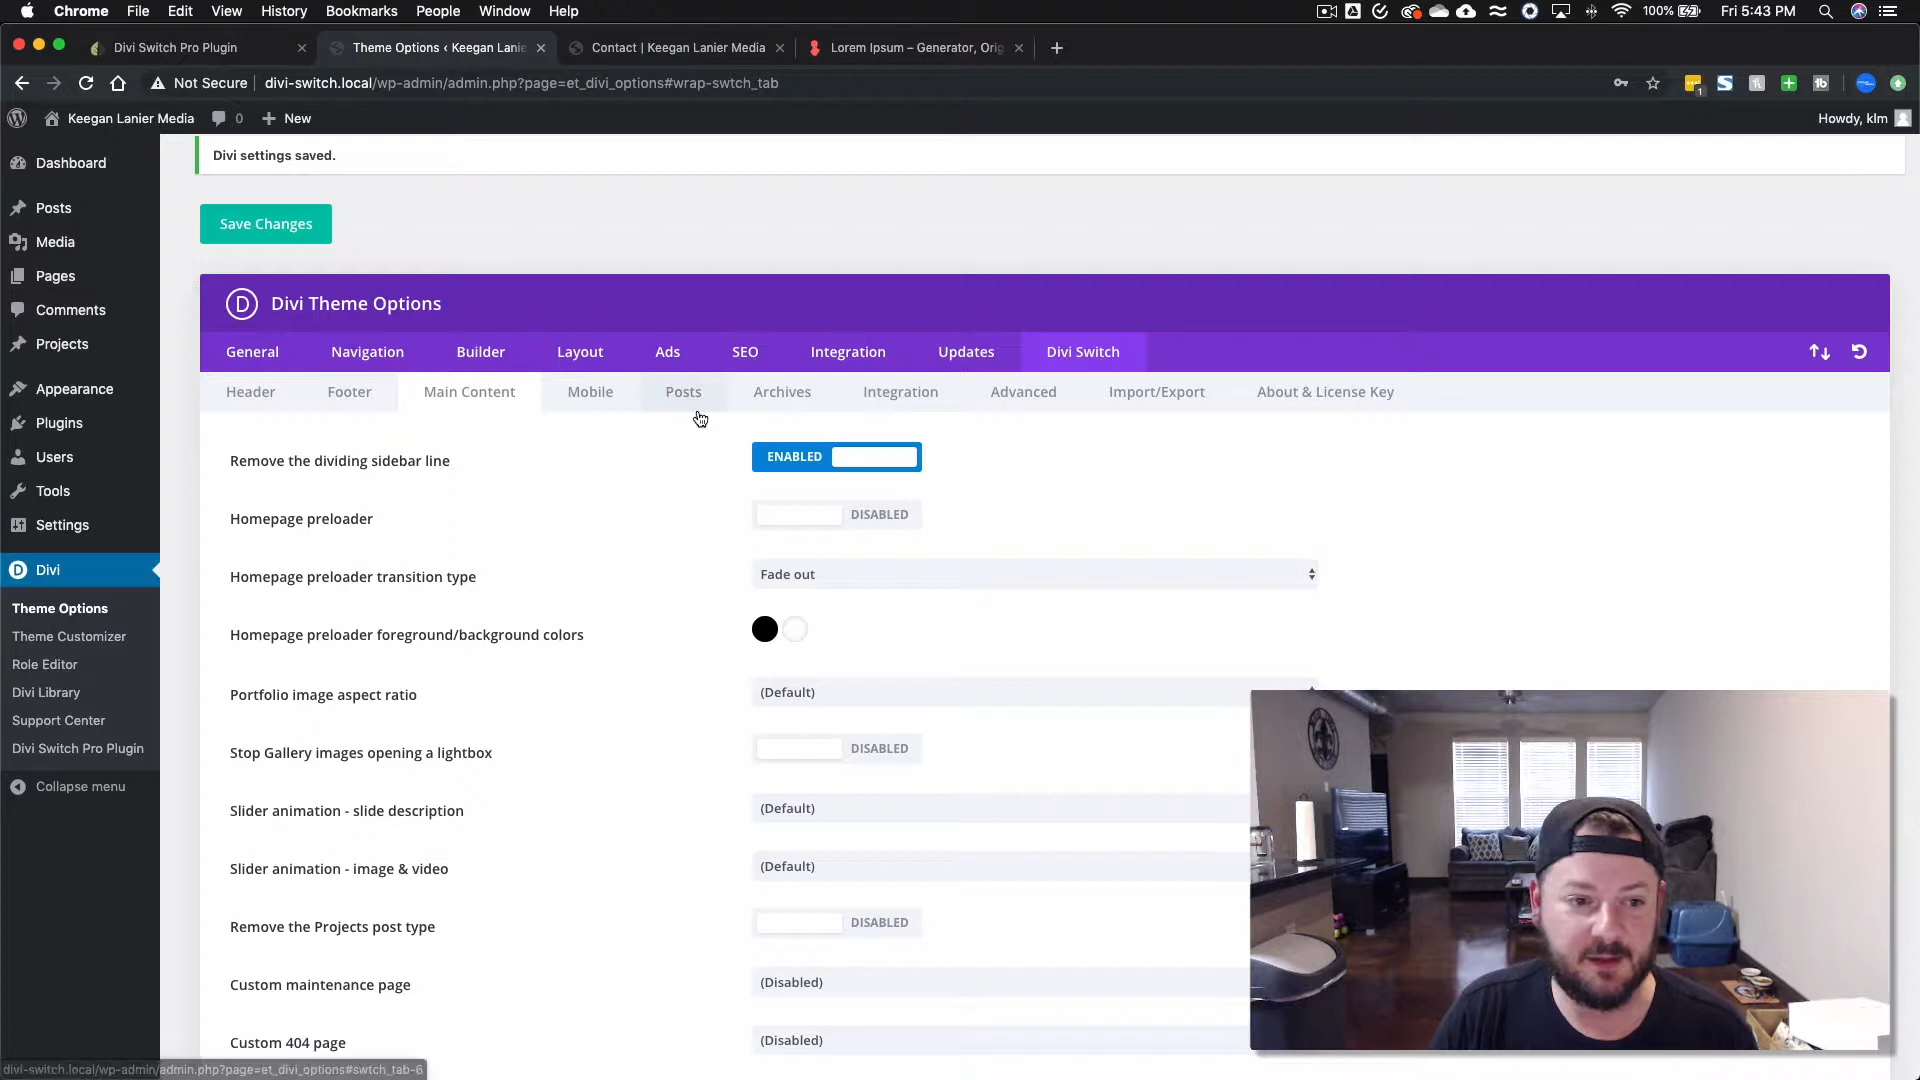 Chrome File Edit View History Bookmarks People Window Help 100% Fri 5:43 PM
Divi Switch Pro Plugin Theme Options ‹ Keegan Lanie Contact | Keegan Lanier Media Lorem Ipsum – Generator, Orig
Not Secure divi-switch.local/wp-admin/admin.php?page=et_divi_options#wrap-swtch_tab
Keegan Lanier Media 0 New Howdy, klm
Dashboard
Posts
Media
Pages
Comments
Projects
Appearance
Plugins
Users
Tools
Settings
Divi
Theme Options
Theme Customizer
Role Editor
Divi Library
Support Center
Divi Switch Pro Plugin
Collapse menu
Divi settings saved.
Save Changes
D Divi Theme Options
General Navigation Builder Layout Ads SEO Integration Updates Divi Switch
Header Footer Main Content Mobile Posts Archives Integration Advanced Import/Export About & License Key
Remove the dividing sidebar line ENABLED
Homepage preloader DISABLED
Homepage preloader transition type Fade out
Homepage preloader foreground/background colors
Portfolio image aspect ratio (Default)
Stop Gallery images opening a lightbox DISABLED
Slider animation - slide description (Default)
Slider animation - image & video (Default)
Remove the Projects post type DISABLED
Custom maintenance page (Disabled)
Custom 404 page (Disabled)
divi-switch.local/wp-admin/admin.php?page=et_divi_options#swtch_tab-6